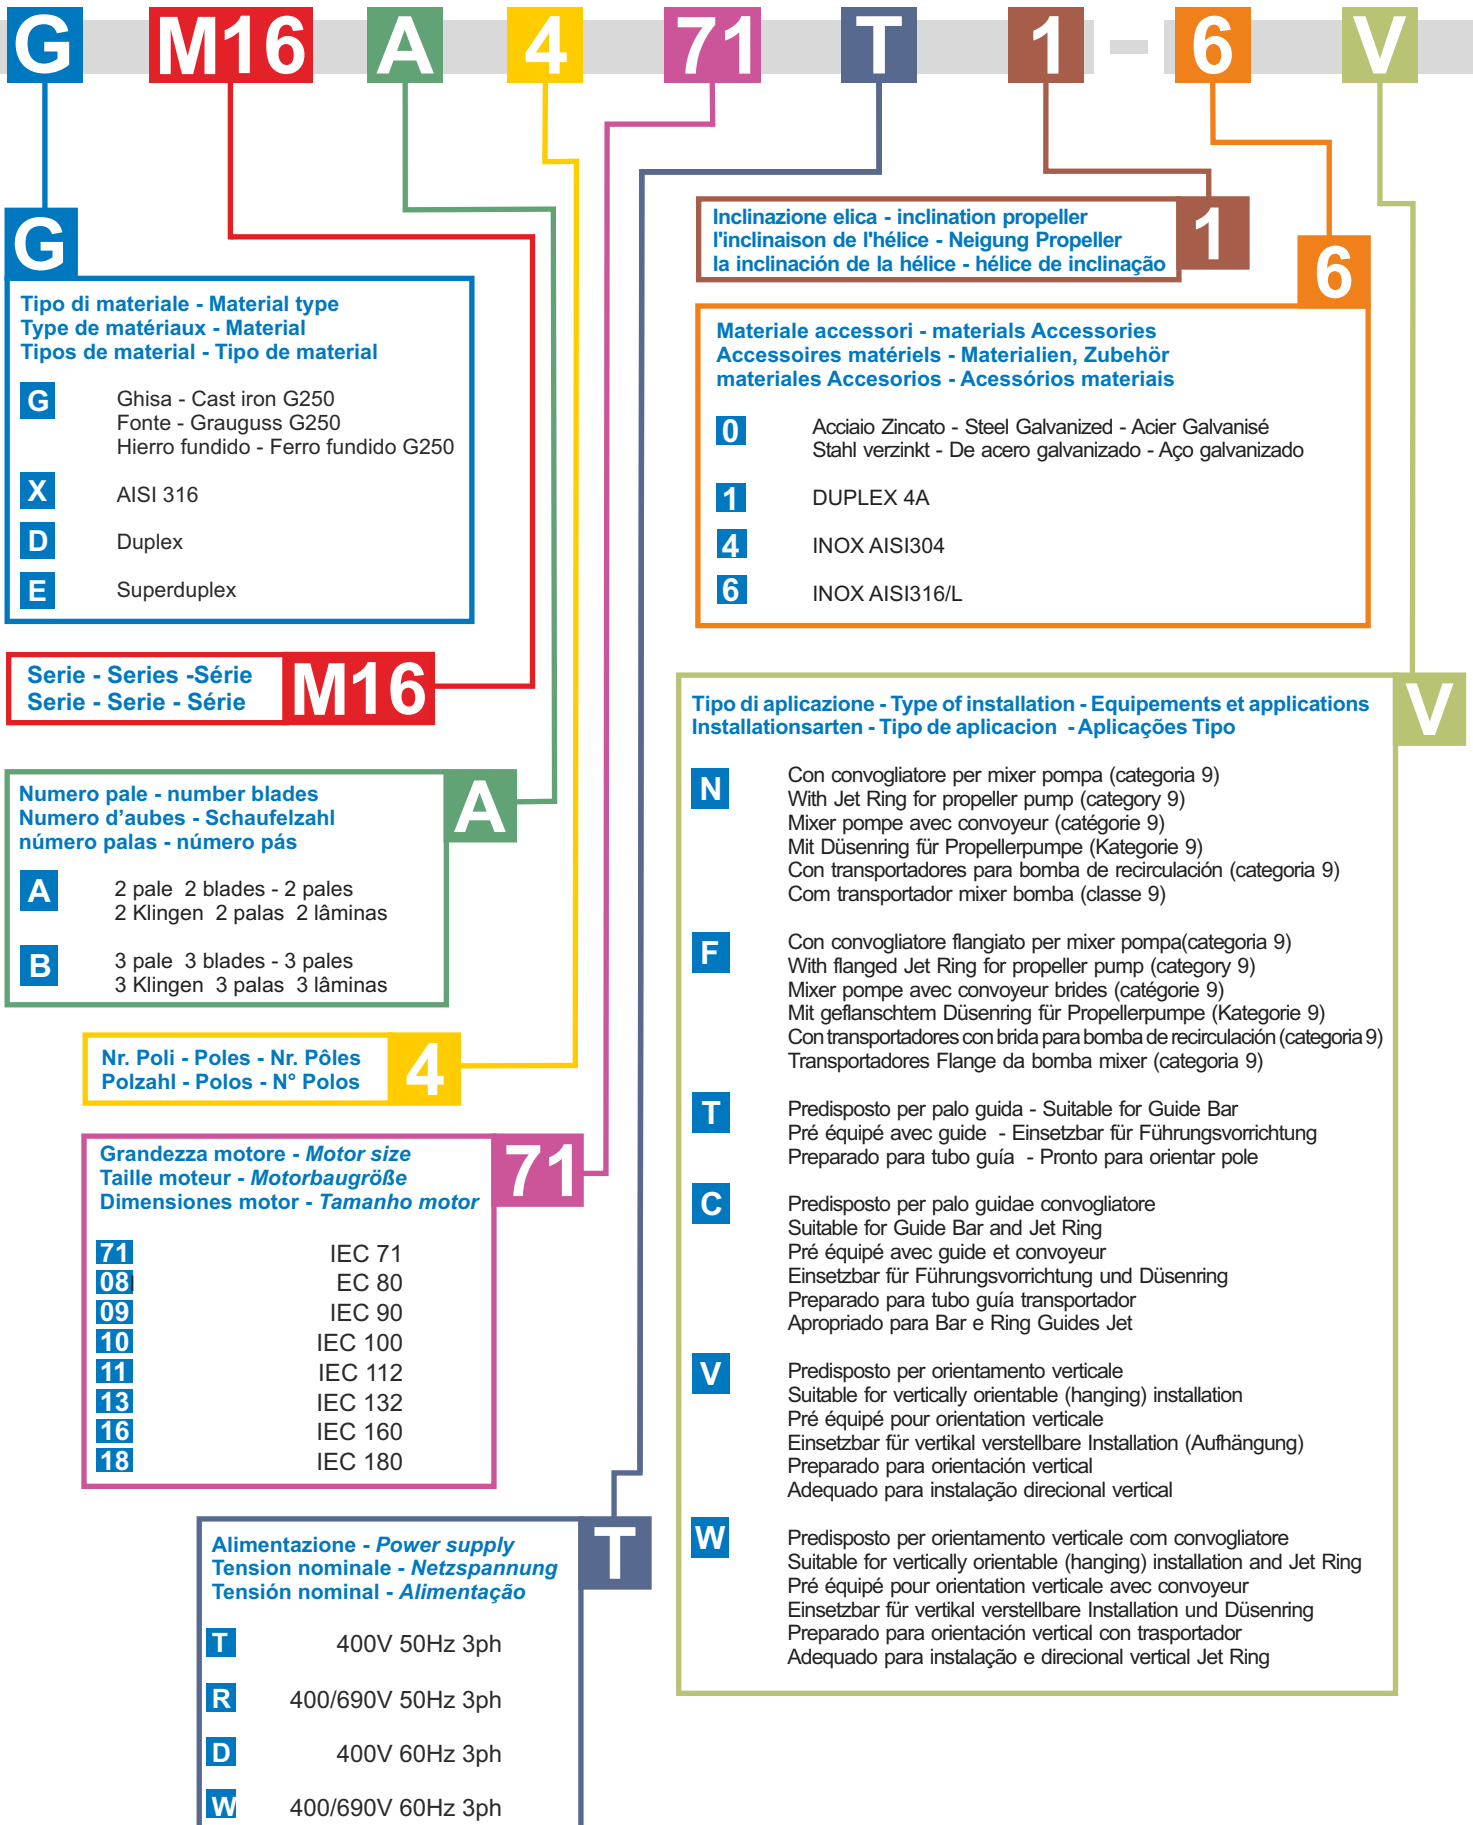 G M16 A 4 71 T 1 - 6 V
G
Tipo di materiale - Material type
Type de matériaux - Material
Tipos de material - Tipo de material
G
Ghisa - Cast iron G250
Fonte - Grauguss G250
Hierro fundido - Ferro fundido G250
X AISI 316
D Duplex
E Superduplex
Serie - Series -Série
Serie - Serie - Série
M16
A
Numero pale - number blades
Numero d’aubes - Schaufelzahl
número palas - número pás
A
2 pale 2 blades - 2 pales
2 Klingen 2 palas 2 lâminas
B
3 pale 3 blades - 3 pales
3 Klingen 3 palas 3 lâminas
Nr. Poli - Poles - Nr. Pôles
Polzahl - Polos - N° Polos
4
Grandezza motore - Motor size
Taille moteur - Motorbaugröße
Dimensiones motor - Tamanho motor
71
71 IEC 71
08 EC 80
09 IEC 90
10 IEC 100
11 IEC 112
13 IEC 132
16 IEC 160
18 IEC 180
T
Alimentazione - Power supply
Tension nominale - Netzspannung
Tensión nominal - Alimentação
T 400V 50Hz 3ph
R 400/690V 50Hz 3ph
D 400V 60Hz 3ph
W 400/690V 60Hz 3ph
Inclinazione elica - inclination propeller
l'inclinaison de l'hélice - Neigung Propeller
la inclinación de la hélice - hélice de inclinação
1
6
Materiale accessori - materials Accessories
Accessoires matériels - Materialien, Zubehör
materiales Accesorios - Acessórios materiais
0
Acciaio Zincato - Steel Galvanized - Acier Galvanisé
Stahl verzinkt - De acero galvanizado - Aço galvanizado
1 DUPLEX 4A
4 INOX AISI304
6 INOX AISI316/L
V
Tipo di aplicazione - Type of installation - Equipements et applications
Installationsarten - Tipo de aplicacion - Aplicações Tipo
N
Con convogliatore per mixer pompa (categoria 9)
With Jet Ring for propeller pump (category 9)
Mixer pompe avec convoyeur (catégorie 9)
Mit Düsenring für Propellerpumpe (Kategorie 9)
Con transportadores para bomba de recirculación (categoria 9)
Com transportador mixer bomba (classe 9)
F
Con convogliatore flangiato per mixer pompa(categoria 9)
With flanged Jet Ring for propeller pump (category 9)
Mixer pompe avec convoyeur brides (catégorie 9)
Mit geflanschtem Düsenring für Propellerpumpe (Kategorie 9)
Con transportadores con brida para bomba de recirculación (categoria 9)
Transportadores Flange da bomba mixer (categoria 9)
T
Predisposto per palo guida - Suitable for Guide Bar
Pré équipé avec guide - Einsetzbar für Führungsvorrichtung
Preparado para tubo guía - Pronto para orientar pole
C
Predisposto per palo guidae convogliatore
Suitable for Guide Bar and Jet Ring
Pré équipé avec guide et convoyeur
Einsetzbar für Führungsvorrichtung und Düsenring
Preparado para tubo guía transportador
Apropriado para Bar e Ring Guides Jet
V
Predisposto per orientamento verticale
Suitable for vertically orientable (hanging) installation
Pré équipé pour orientation verticale
Einsetzbar für vertikal verstellbare Installation (Aufhängung)
Preparado para orientación vertical
Adequado para instalação direcional vertical
W
Predisposto per orientamento verticale com convogliatore
Suitable for vertically orientable (hanging) installation and Jet Ring
Pré équipé pour orientation verticale avec convoyeur
Einsetzbar für vertikal verstellbare Installation und Düsenring
Preparado para orientación vertical con trasportador
Adequado para instalação e direcional vertical Jet Ring